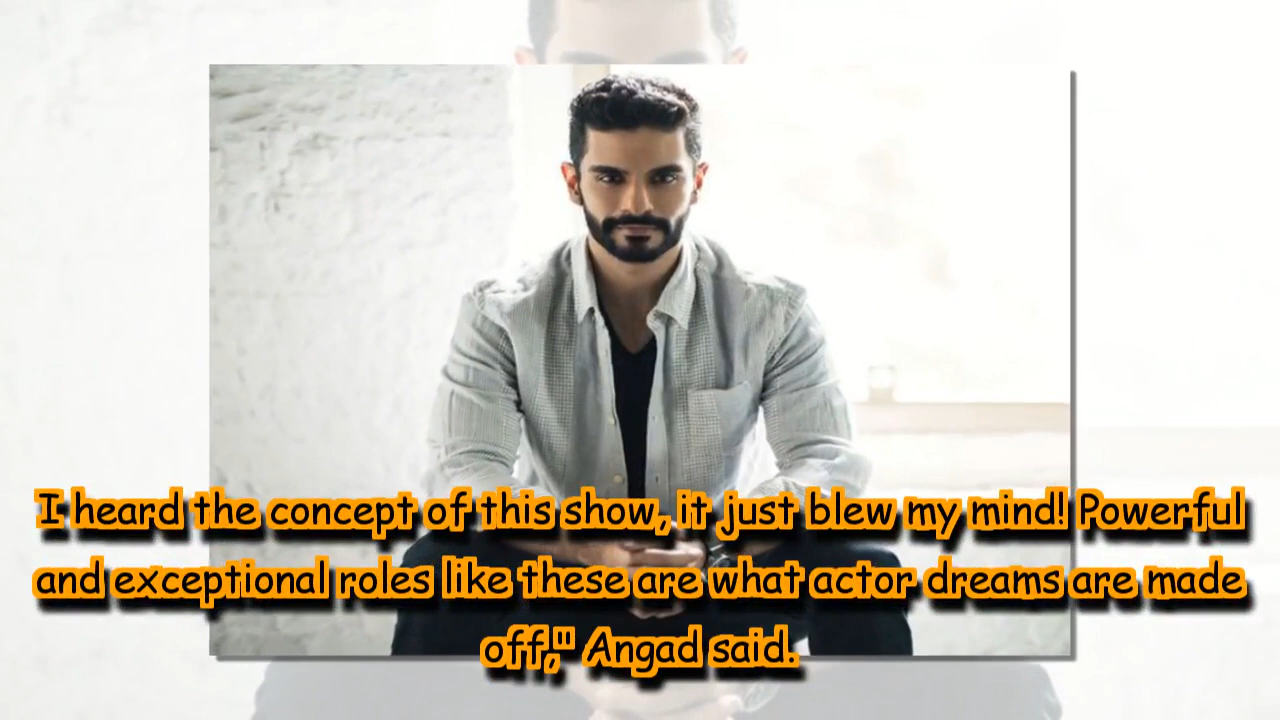 I heard the concept of this show, it just blew my mind! Powerful
and exceptional roles like these are what actor dreams are made
off," Angad said.